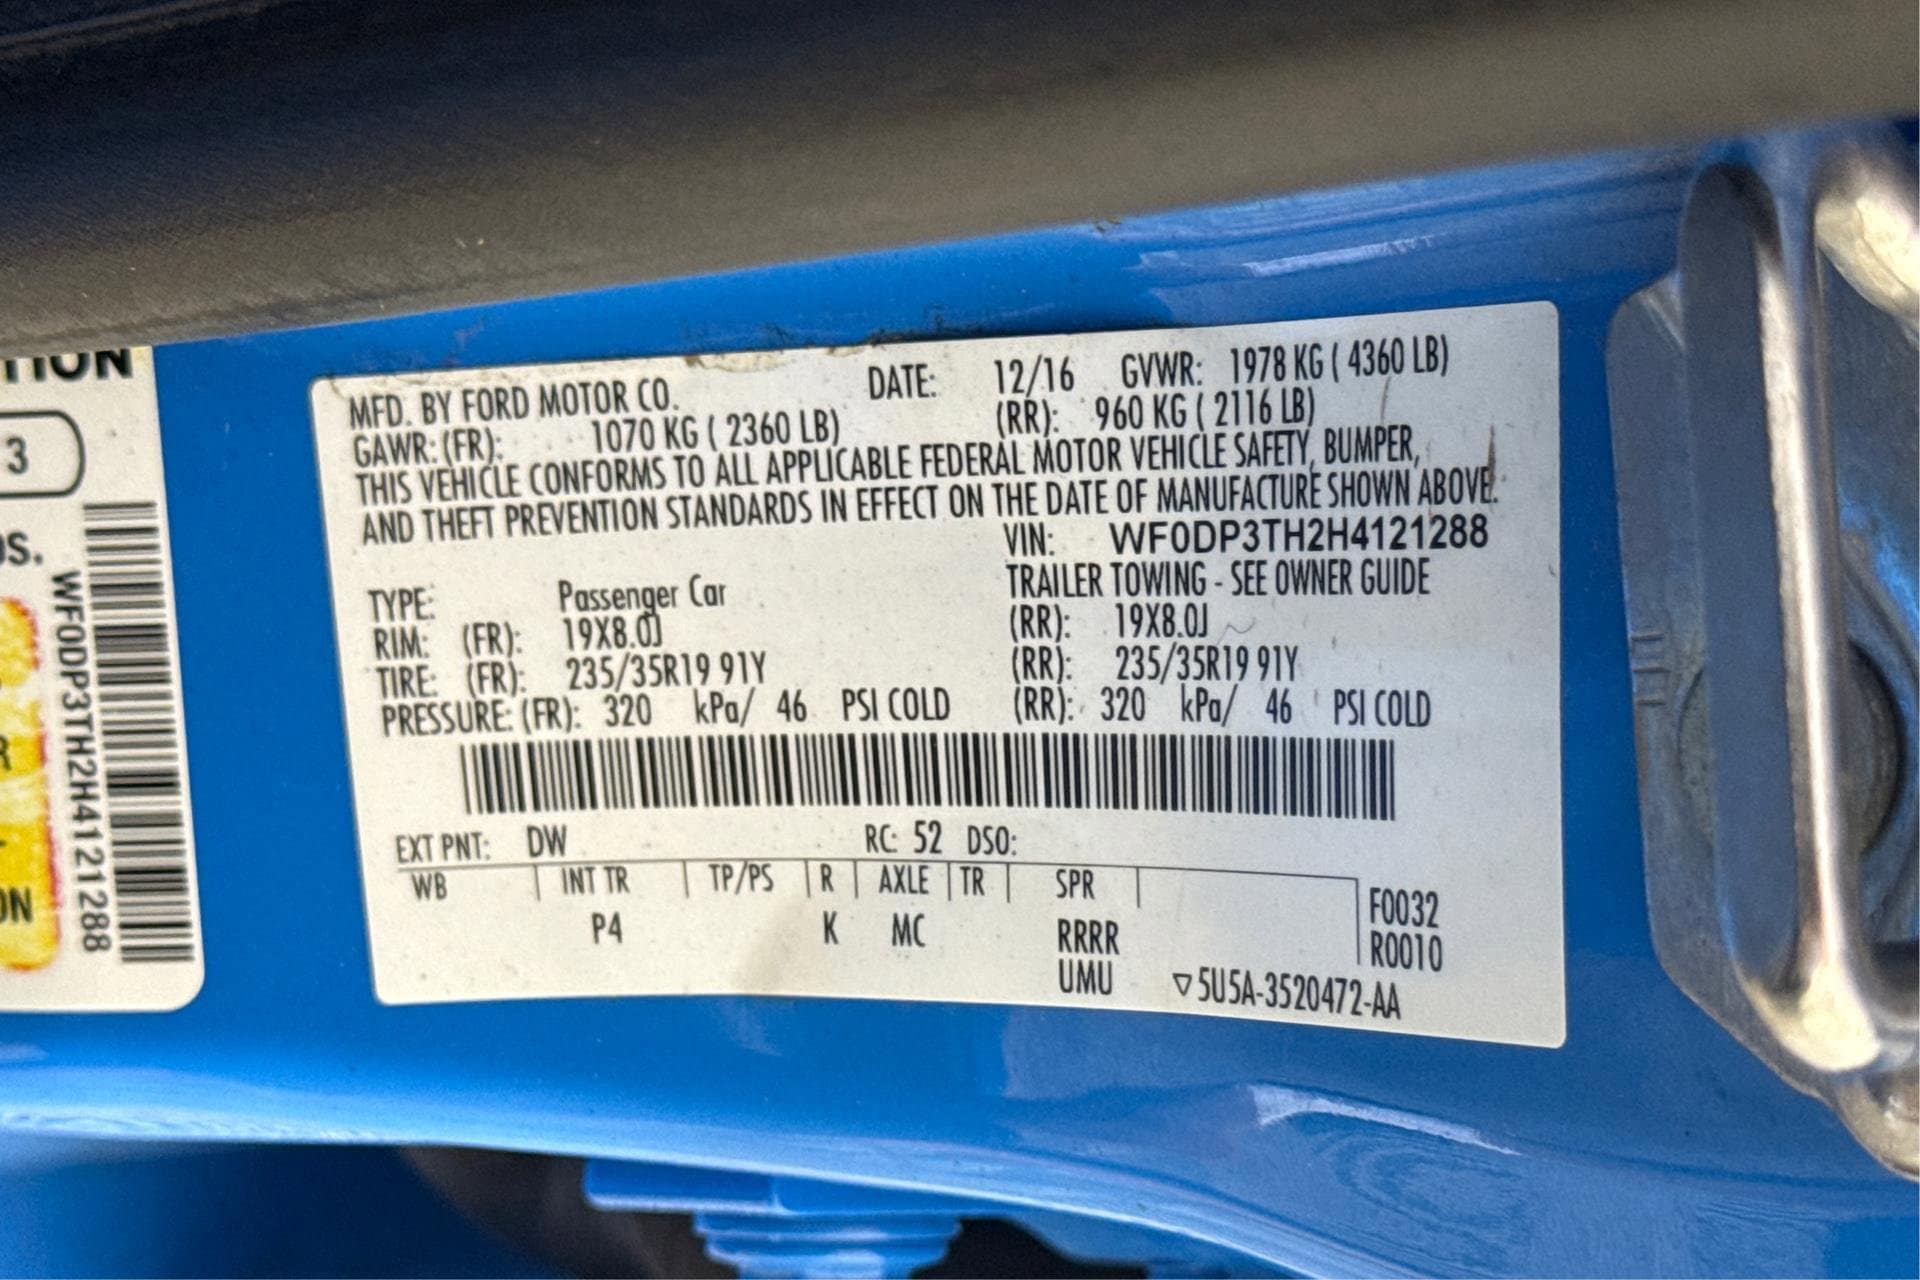 MFD. BY FORD MOTOR CO. DATE: 12/16 GVWR: 1978 KG ( 4360 LB)
GAWR: (FR): 1070 KG ( 2360 LB) (RR): 960 KG ( 2116 LB)
THIS VEHICLE CONFORMS TO ALL APPLICABLE FEDERAL MOTOR VEHICLE SAFETY, BUMPER,
AND THEFT PREVENTION STANDARDS IN EFFECT ON THE DATE OF MANUFACTURE SHOWN ABOVE.
VIN: WF0DP3TH2H4121288
TRAILER TOWING - SEE OWNER GUIDE
TYPE: Passenger Car
RIM: (FR): 19X8.0J (RR): 19X8.0J
TIRE: (FR): 235/35R19 91Y (RR): 235/35R19 91Y
PRESSURE: (FR): 320 kPa/ 46 PSI COLD (RR): 320 kPa/ 46 PSI COLD
EXT PNT: DW RC: 52 DSO:
WB INT TR TP/PS R AXLE TR SPR
P4 K MC RRRR
UMU
F0032
R0010
▽5U5A-3520472-AA
3
WF0DP3TH2H4121288